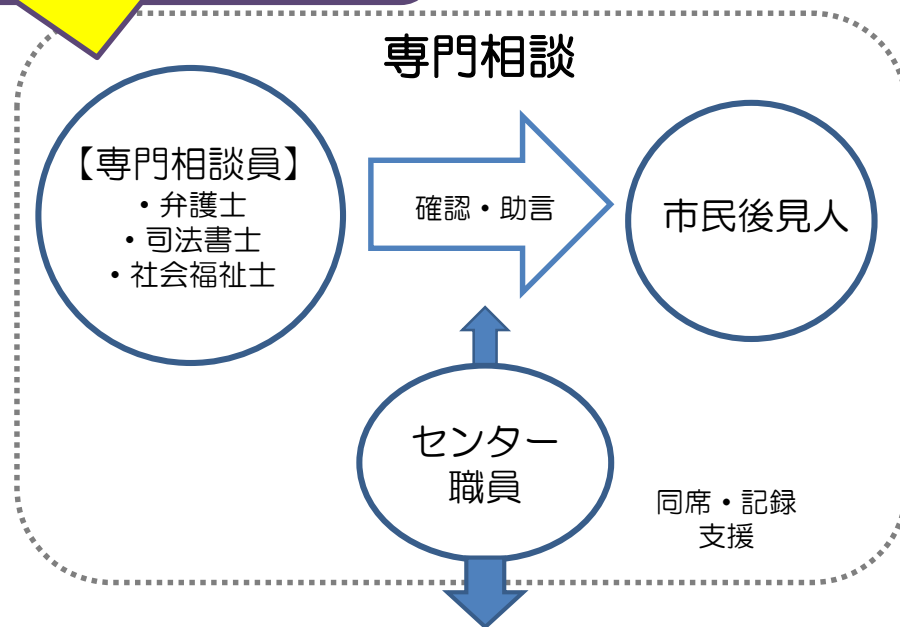 専門相談
【専門相談員】
・弁護士
・司法書士
・社会福祉士
確認・助言
市民後見人
センター
職員
同席・記録
支援